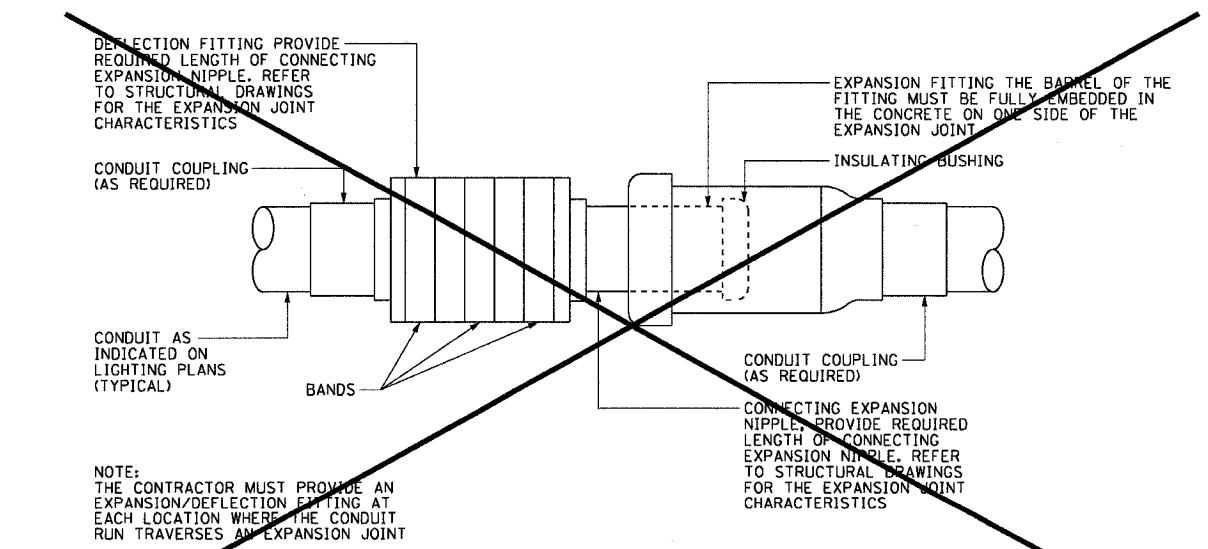 DEFLECTION FITTING PROVIDE
REQUIRED LENGTH OF CONNECTING
EXPANSION NIPPLE. REFER
TO STRUCTURAL DRAWINGS
FOR THE EXPANSION JOINT
CHARACTERISTICS
CONDUIT COUPLING
(AS REQUIRED)
EXPANSION FITTING THE BARREL OF THE
FITTING MUST BE FULLY EMBEDDED IN
THE CONCRETE ON ONE SIDE OF THE
EXPANSION JOINT
INSULATING BUSHING
CONDUIT AS
INDICATED ON
LIGHTING PLANS
(TYPICAL)
BANDS
CONDUIT COUPLING
(AS REQUIRED)
CONNECTING EXPANSION
NIPPLE. PROVIDE REQUIRED
LENGTH OF CONNECTING
EXPANSION NIPPLE. REFER
TO STRUCTURAL DRAWINGS
FOR THE EXPANSION JOINT
CHARACTERISTICS
NOTE:
THE CONTRACTOR MUST PROVIDE AN
EXPANSION/DEFLECTION FITTING AT
EACH LOCATION WHERE THE CONDUIT
RUN TRAVERSES AN EXPANSION JOINT